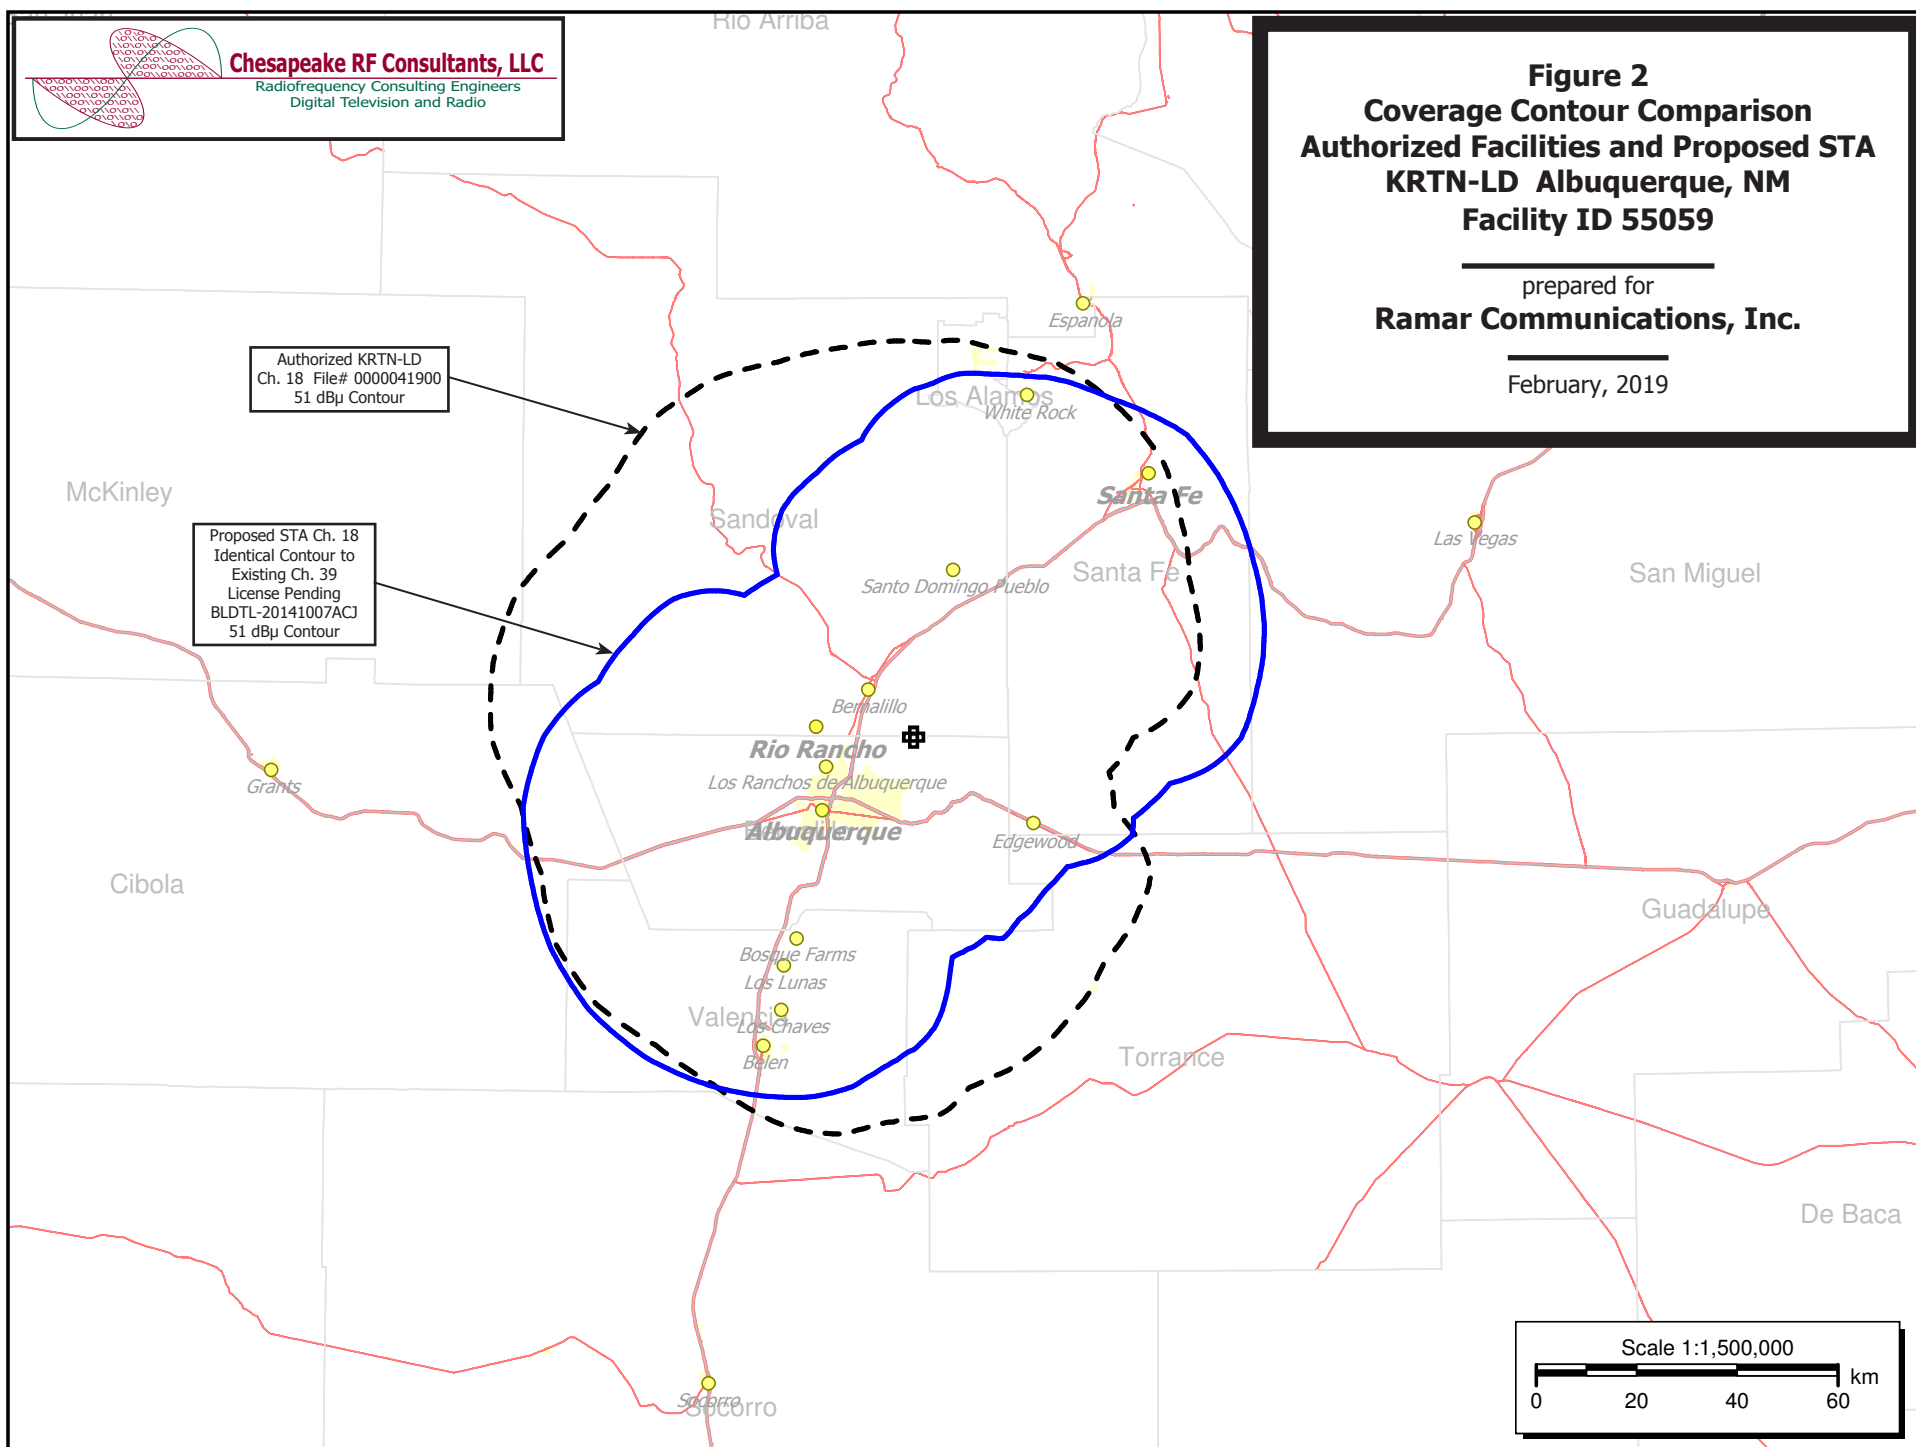 Chesapeake RF Consultants, LLC
Radiofrequency Consulting Engineers
Digital Television and Radio
Figure 2
Coverage Contour Comparison
Authorized Facilities and Proposed STA
KRTN-LD Albuquerque, NM
Facility ID 55059
prepared for
Ramar Communications, Inc.
February, 2019
Rio Arriba
Espanola
Authorized KRTN-LD
Ch. 18 File# 0000041900
51 dBµ Contour
Los Alamos
White Rock
McKinley
Santa Fe
Sandoval
Las Vegas
Proposed STA Ch. 18
Identical Contour to
Existing Ch. 39
License Pending
BLDTL-20141007ACJ
51 dBµ Contour
Santo Domingo Pueblo
Santa Fe
San Miguel
Bernalillo
Rio Rancho
Los Ranchos de Albuquerque
Grants
Albuquerque
Edgewood
Cibola
Guadalupe
Bosque Farms
Los Lunas
Valencia
Los Chaves
Belen
Torrance
De Baca
Socorro
Socorro
Scale 1:1,500,000
km
0 20 40 60